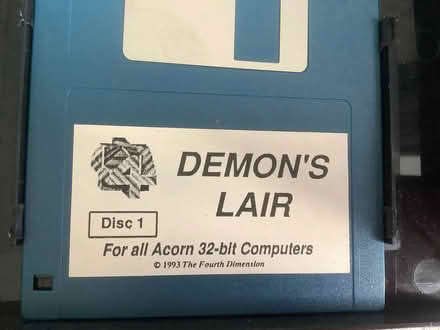 DEMON'S
LAIR
Disc 1
For all Acorn 32-bit Computers
© 1993 The Fourth Dimension